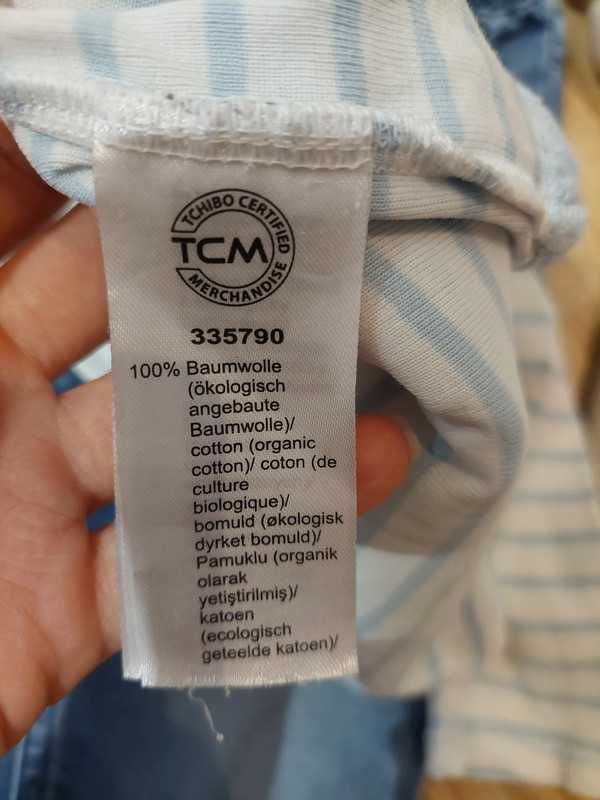 TCHIBO CERTIFIED
TCM
MERCHANDISE
335790
100% Baumwolle
(ökologisch
angebaute
Baumwolle)/
cotton (organic
cotton)/ coton (de
culture
biologique)/
bomuld (økologisk
dyrket bomuld)/
Pamuklu (organik
olarak
yetiştirilmiş)/
katoen
(ecologisch
geteelde katoen)/